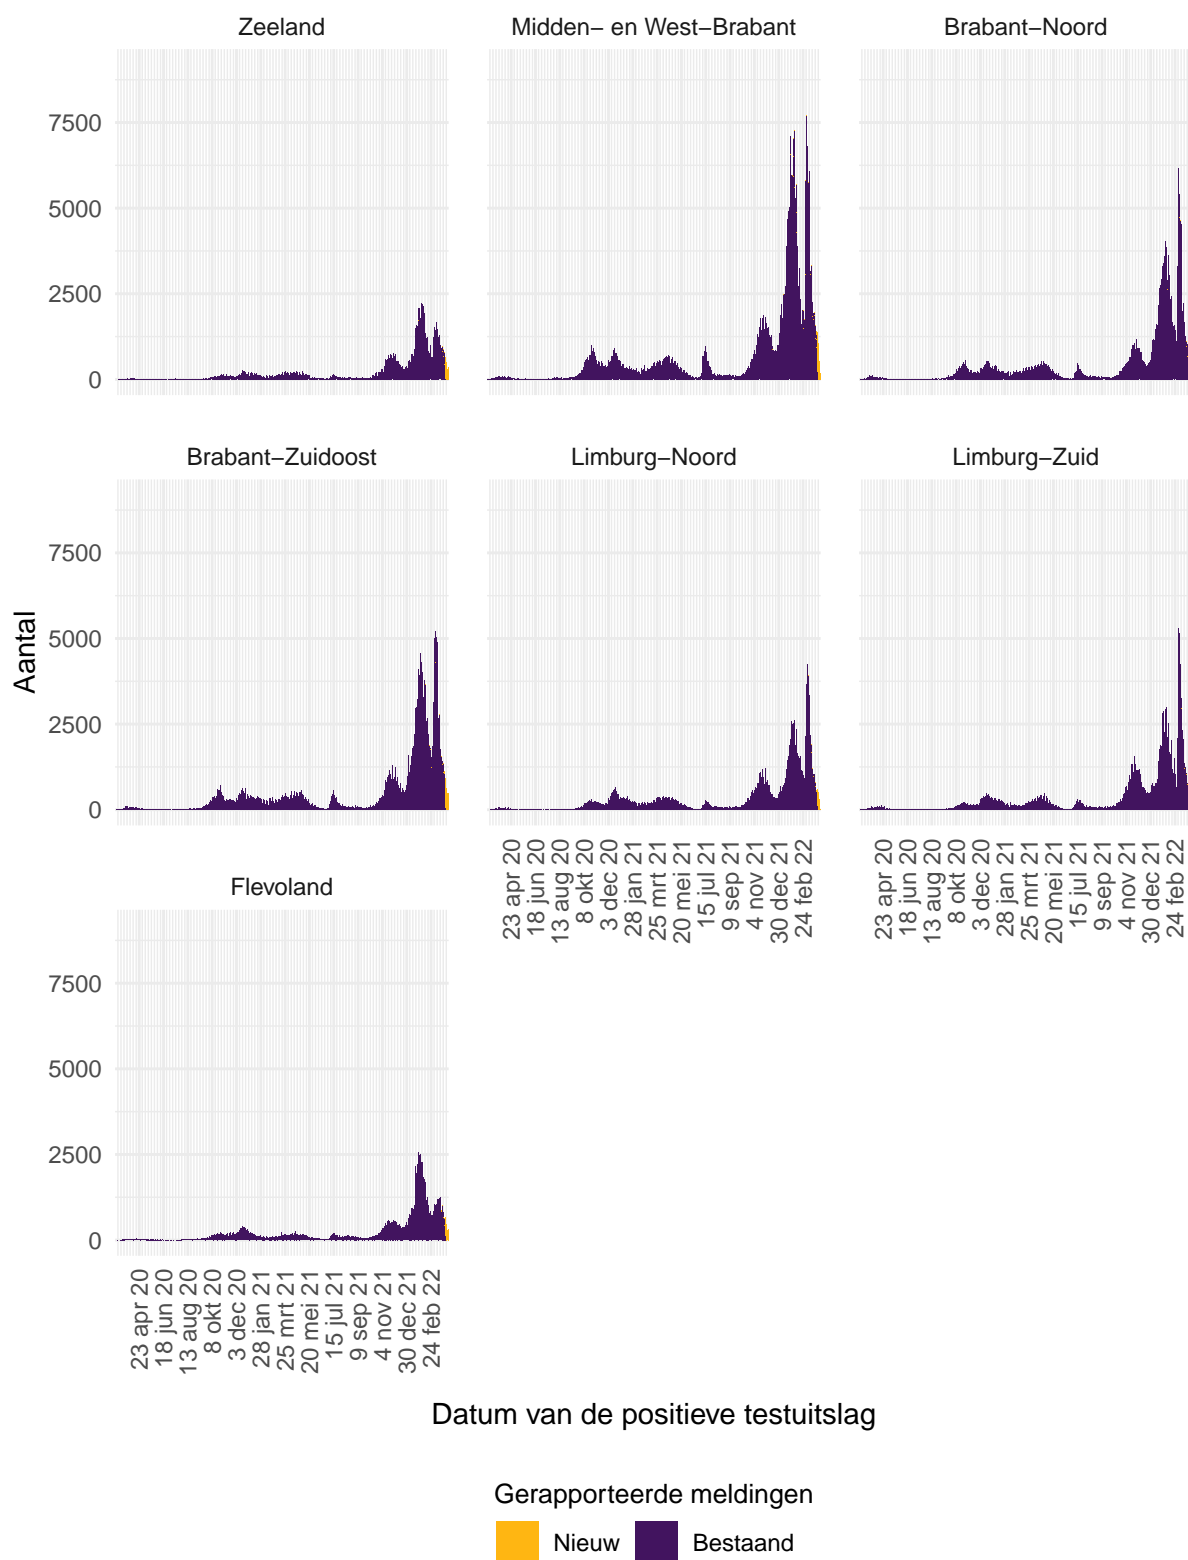 Zeeland
Midden– en West–Brabant
Brabant–Noord
7500
5000
2500
0
Brabant–Zuidoost
Limburg–Noord
Limburg–Zuid
7500
5000
2500
0
23 apr 20
18 jun 20
13 aug 20
8 okt 20
3 dec 20
28 jan 21
25 mrt 21
20 mei 21
15 jul 21
9 sep 21
4 nov 21
30 dec 21
24 feb 22
23 apr 20
18 jun 20
13 aug 20
8 okt 20
3 dec 20
28 jan 21
25 mrt 21
20 mei 21
15 jul 21
9 sep 21
4 nov 21
30 dec 21
24 feb 22
Flevoland
7500
5000
2500
0
23 apr 20
18 jun 20
13 aug 20
8 okt 20
3 dec 20
28 jan 21
25 mrt 21
20 mei 21
15 jul 21
9 sep 21
4 nov 21
30 dec 21
24 feb 22
Aantal
Datum van de positieve testuitslag
Gerapporteerde meldingen
Nieuw
Bestaand